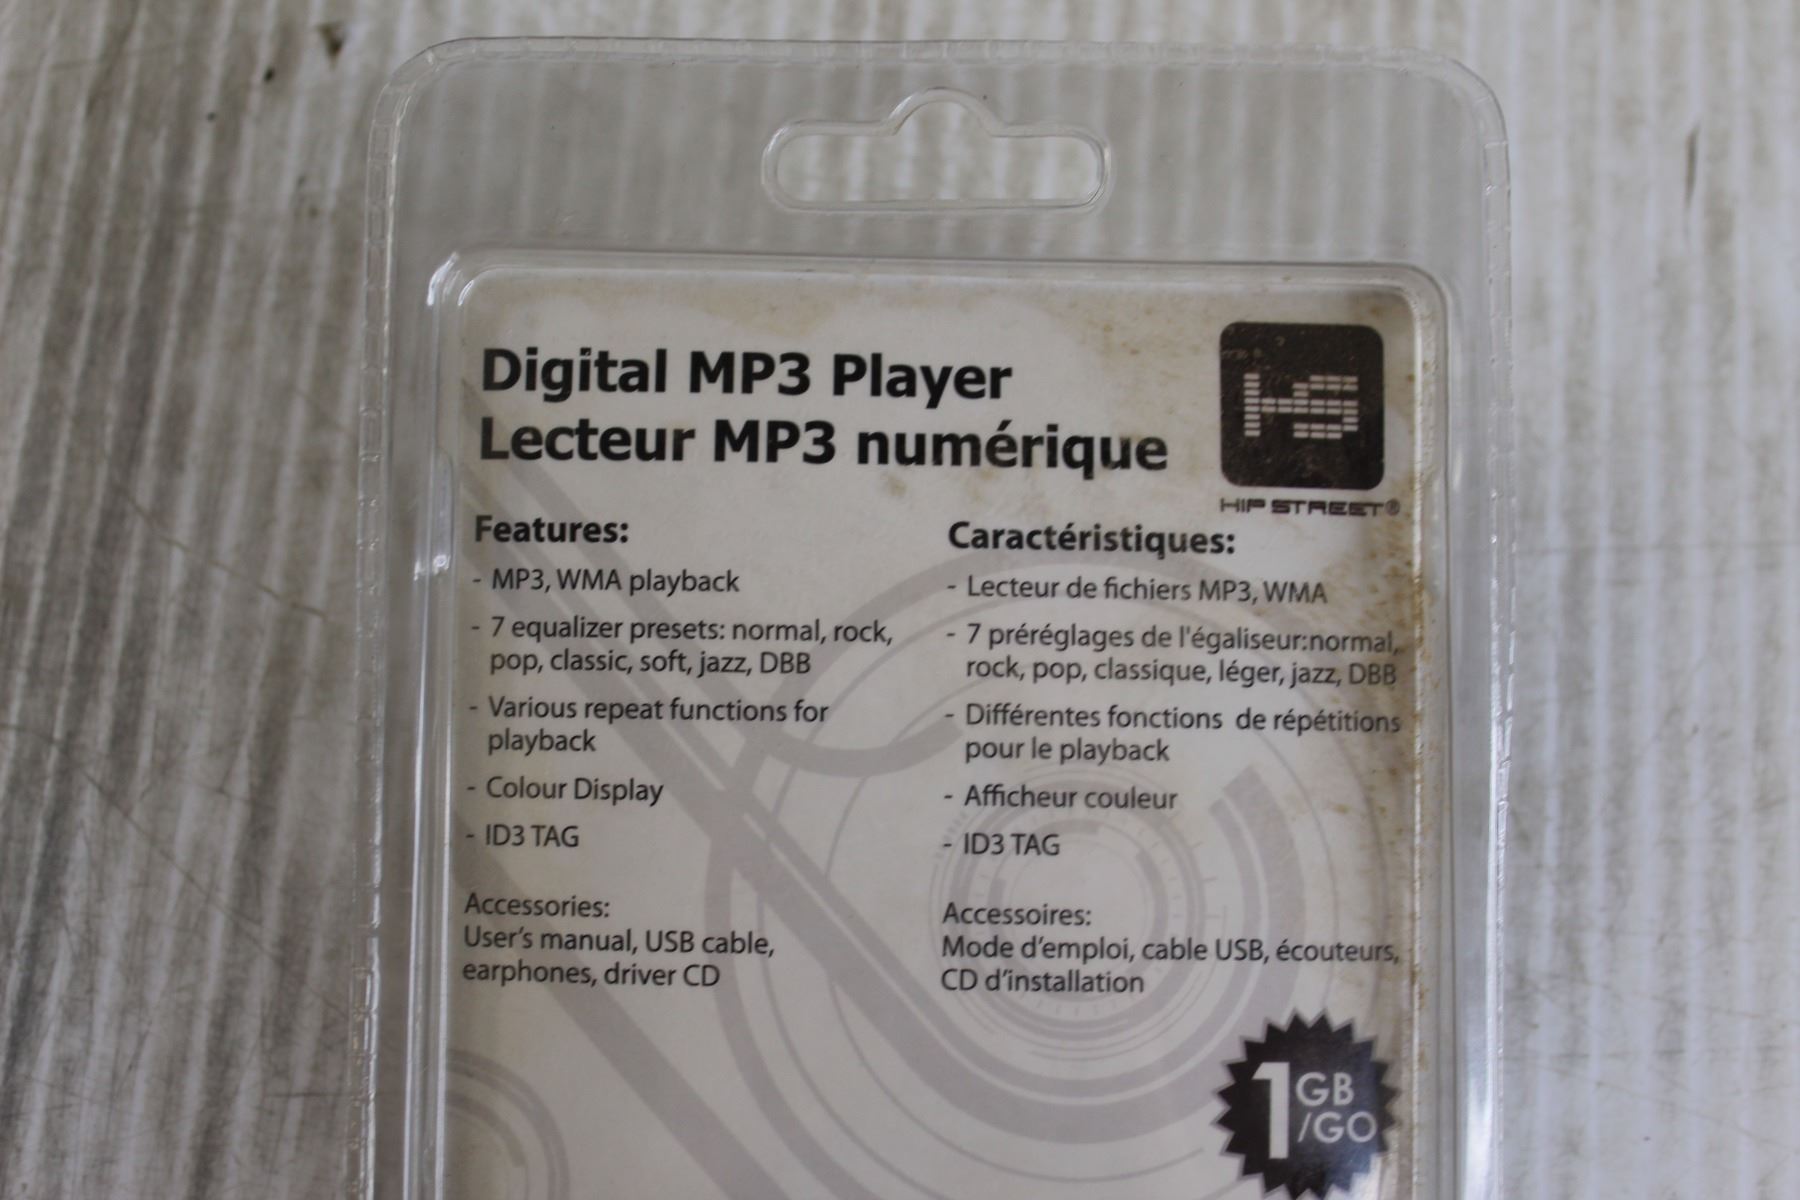 Digital MP3 Player
Lecteur MP3 numérique
HS
HIP STREET®
Features:
- MP3, WMA playback
- 7 equalizer presets: normal, rock,
pop, classic, soft, jazz, DBB
- Various repeat functions for
playback
- Colour Display
- ID3 TAG
Accessories:
User's manual, USB cable,
earphones, driver CD
Caractéristiques:
- Lecteur de fichiers MP3, WMA
- 7 préréglages de l'égaliseur:normal,
rock, pop, classique, léger, jazz, DBB
- Différentes fonctions de répétitions
pour le playback
- Afficheur couleur
- ID3 TAG
Accessoires:
Mode d'emploi, cable USB, écouteurs,
CD d'installation
1 GB
/GO